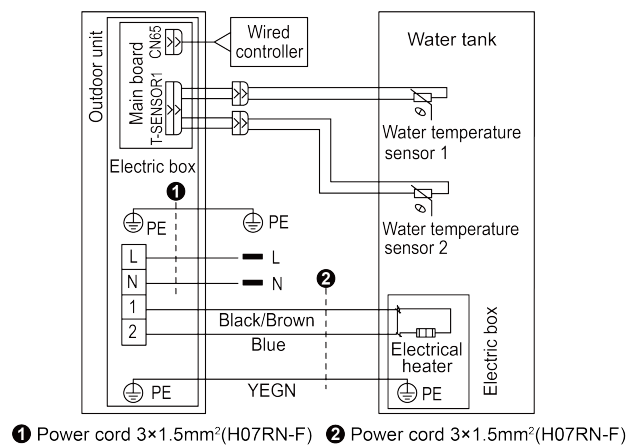 Outdoor unit
Main board
CN65
T-SENSOR1
Wired
controller
Water tank
Water temperature
sensor 1
Electric box
❶
PE
PE
Water temperature
sensor 2
L
L
N
N
❷
1
Black/Brown
2
Blue
Electrical
heater
Electric box
PE
YEGN
PE
❶ Power cord 3×1.5mm²(H07RN-F) ❷ Power cord 3×1.5mm²(H07RN-F)